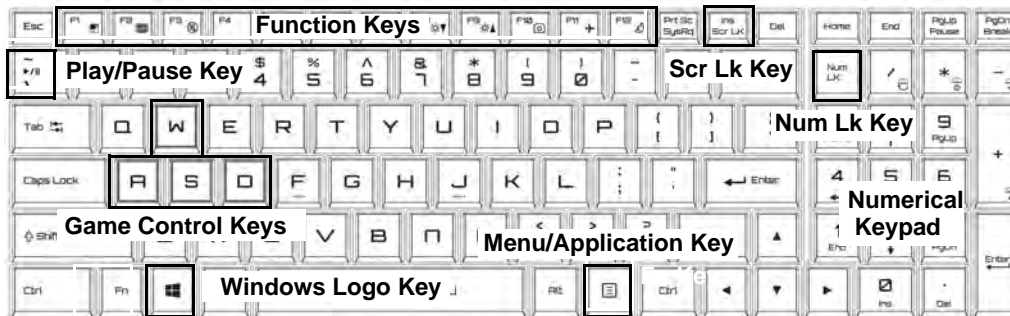 Esc F1 F2 F3 F4 Function Keys F9 F10 F11 F12 Prt Sc Ins Del Home End PgUp PgDn
SysRq Scr LK Pause Break
~ Play/Pause Key $ % ^ & * ( ) - Scr Lk Key Num / * -
` 4 5 6 7 8 9 0 - LK
Tab Q W E R T Y U I O P { } Num Lk Key 9 +
[ ] PgUp
Caps Lock A S D F G H J K L : " Enter 4 5 6
; ' Numerical
Shift Game Control Keys V B N Menu/Application Key 1 Keypad
End PgDn Enter
Ctrl Fn Windows Logo Key Alt Ctrl 0 .
Ins Del